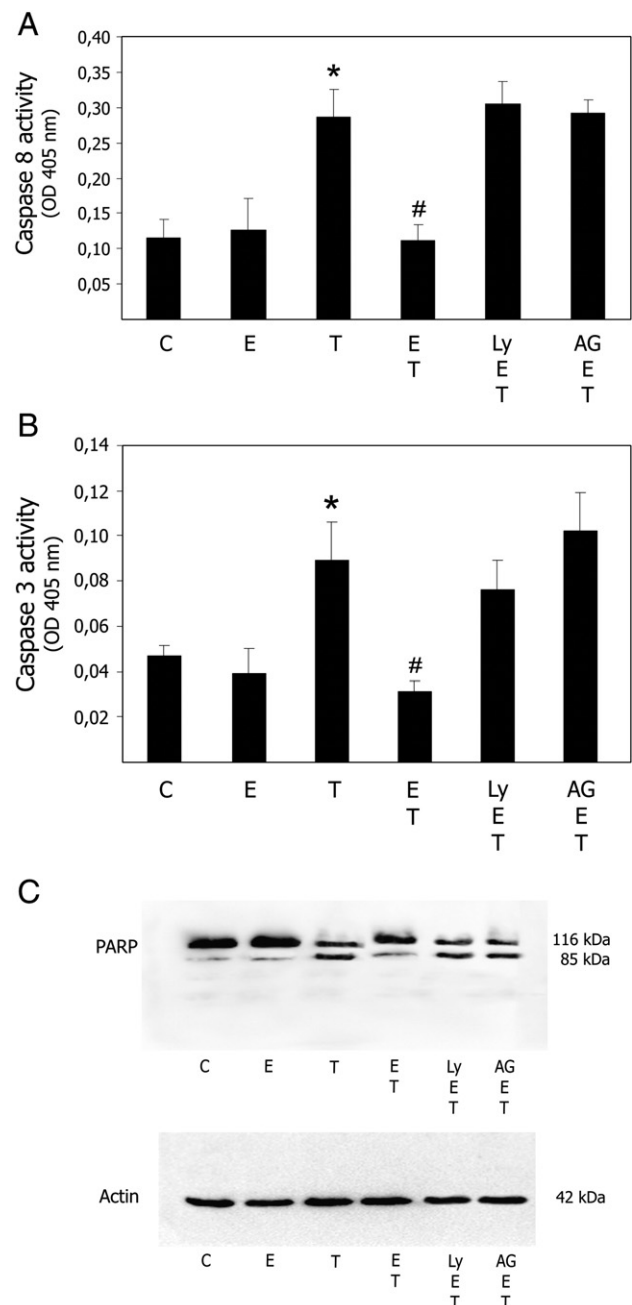 A
Caspase 8 activity
(OD 405 nm)
0,40
0,35
0,30
0,25
0,20
0,15
0,10
0,05
*
#
C E T E Ly AG
T E E
T T
B
Caspase 3 activity
(OD 405 nm)
0,14
0,12
0,10
0,08
0,06
0,04
0,02
*
#
C E T E Ly AG
T E E
T T
C
PARP
116 kDa
85 kDa
C E T E Ly AG
T E E
T T
Actin
42 kDa
C E T E Ly AG
T E E
T T